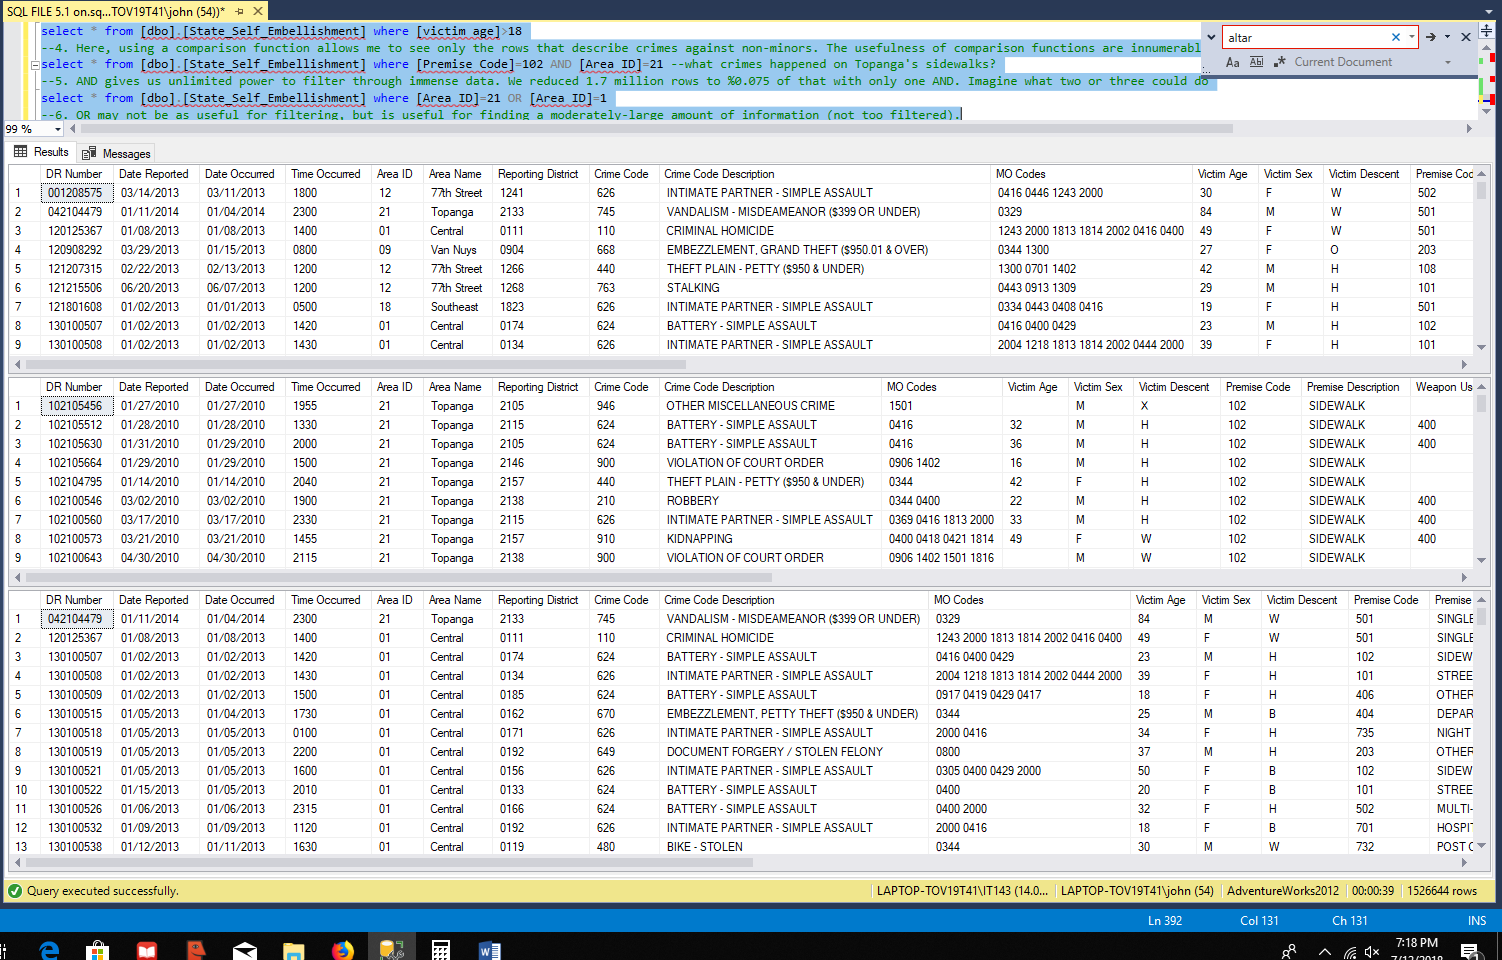 SQL FILE 5.1 on.sq...TOV19T41\john (54))*
select * from [dbo].[State_Self_Embellishment] where [victim age]>18
--4. Here, using a comparison function allows me to see only the rows that describe crimes against non-minors. The usefulness of comparison functions are innumerabl
select * from [dbo].[State_Self_Embellishment] where [Premise Code]=102 AND [Area ID]=21 --what crimes happened on Topanga's sidewalks?
--5. AND gives us unlimited power to filter through immense data. We reduced 1.7 million rows to %0.075 of that with only one AND. Imagine what two or three could do
select * from [dbo].[State_Self_Embellishment] where [Area ID]=21 OR [Area ID]=1
--6. OR may not be as useful for filtering, but is useful for finding a moderately-large amount of information (not too filtered).
altar
Aa Abl .* Current Document
99 %
Results Messages
DR Number Date Reported Date Occurred Time Occurred Area ID Area Name Reporting District Crime Code Crime Code Description MO Codes Victim Age Victim Sex Victim Descent Premise Coc
1 001208575 03/14/2013 03/11/2013 1800 12 77th Street 1241 626 INTIMATE PARTNER - SIMPLE ASSAULT 0416 0446 1243 2000 30 F W 502
2 042104479 01/11/2014 01/04/2014 2300 21 Topanga 2133 745 VANDALISM - MISDEAMEANOR ($399 OR UNDER) 0329 84 M W 501
3 120125367 01/08/2013 01/08/2013 1400 01 Central 0111 110 CRIMINAL HOMICIDE 1243 2000 1813 1814 2002 0416 0400 49 F W 501
4 120908292 03/29/2013 01/15/2013 0800 09 Van Nuys 0904 668 EMBEZZLEMENT, GRAND THEFT ($950.01 & OVER) 0344 1300 27 F O 203
5 121207315 02/22/2013 02/13/2013 1200 12 77th Street 1266 440 THEFT PLAIN - PETTY ($950 & UNDER) 1300 0701 1402 42 M H 108
6 121215506 06/20/2013 06/07/2013 1200 12 77th Street 1268 763 STALKING 0443 0913 1309 29 M H 101
7 121801608 01/02/2013 01/01/2013 0500 18 Southeast 1823 626 INTIMATE PARTNER - SIMPLE ASSAULT 0334 0443 0408 0416 19 F H 501
8 130100507 01/02/2013 01/02/2013 1420 01 Central 0174 624 BATTERY - SIMPLE ASSAULT 0416 0400 0429 23 M H 102
9 130100508 01/02/2013 01/02/2013 1430 01 Central 0134 626 INTIMATE PARTNER - SIMPLE ASSAULT 2004 1218 1813 1814 2002 0444 2000 39 F H 101
DR Number Date Reported Date Occurred Time Occurred Area ID Area Name Reporting District Crime Code Crime Code Description MO Codes Victim Age Victim Sex Victim Descent Premise Code Premise Description Weapon Us
1 102105456 01/27/2010 01/27/2010 1955 21 Topanga 2105 946 OTHER MISCELLANEOUS CRIME 1501 M X 102 SIDEWALK
2 102105512 01/28/2010 01/28/2010 1330 21 Topanga 2115 624 BATTERY - SIMPLE ASSAULT 0416 32 M H 102 SIDEWALK 400
3 102105630 01/31/2010 01/29/2010 2000 21 Topanga 2105 624 BATTERY - SIMPLE ASSAULT 0416 36 M H 102 SIDEWALK 400
4 102105664 01/29/2010 01/29/2010 1500 21 Topanga 2146 900 VIOLATION OF COURT ORDER 0906 1402 16 M H 102 SIDEWALK
5 102104795 01/14/2010 01/14/2010 2040 21 Topanga 2157 440 THEFT PLAIN - PETTY ($950 & UNDER) 0344 42 F H 102 SIDEWALK
6 102100546 03/02/2010 03/02/2010 1900 21 Topanga 2138 210 ROBBERY 0344 0400 22 M H 102 SIDEWALK 400
7 102100560 03/17/2010 03/17/2010 2330 21 Topanga 2115 626 INTIMATE PARTNER - SIMPLE ASSAULT 0369 0416 1813 2000 33 M H 102 SIDEWALK 400
8 102100573 03/21/2010 03/21/2010 1455 21 Topanga 2157 910 KIDNAPPING 0400 0418 0421 1814 49 F W 102 SIDEWALK 400
9 102100643 04/30/2010 04/30/2010 2115 21 Topanga 2138 900 VIOLATION OF COURT ORDER 0906 1402 1501 1816 M W 102 SIDEWALK
DR Number Date Reported Date Occurred Time Occurred Area ID Area Name Reporting District Crime Code Crime Code Description MO Codes Victim Age Victim Sex Victim Descent Premise Code Premise
1 042104479 01/11/2014 01/04/2014 2300 21 Topanga 2133 745 VANDALISM - MISDEAMEANOR ($399 OR UNDER) 0329 84 M W 501 SINGLE
2 120125367 01/08/2013 01/08/2013 1400 01 Central 0111 110 CRIMINAL HOMICIDE 1243 2000 1813 1814 2002 0416 0400 49 F W 501 SINGLE
3 130100507 01/02/2013 01/02/2013 1420 01 Central 0174 624 BATTERY - SIMPLE ASSAULT 0416 0400 0429 23 M H 102 SIDEW
4 130100508 01/02/2013 01/02/2013 1430 01 Central 0134 626 INTIMATE PARTNER - SIMPLE ASSAULT 2004 1218 1813 1814 2002 0444 2000 39 F H 101 STREE
5 130100509 01/02/2013 01/02/2013 1500 01 Central 0185 624 BATTERY - SIMPLE ASSAULT 0917 0419 0429 0417 18 F H 406 OTHER
6 130100515 01/05/2013 01/04/2013 1730 01 Central 0162 670 EMBEZZLEMENT, PETTY THEFT ($950 & UNDER) 0344 25 M B 404 DEPAR
7 130100518 01/05/2013 01/05/2013 0100 01 Central 0171 626 INTIMATE PARTNER - SIMPLE ASSAULT 2000 0416 34 F H 735 NIGHT
8 130100519 01/05/2013 01/05/2013 2200 01 Central 0192 649 DOCUMENT FORGERY / STOLEN FELONY 0800 37 M H 203 OTHER
9 130100521 01/05/2013 01/05/2013 1600 01 Central 0156 626 INTIMATE PARTNER - SIMPLE ASSAULT 0305 0400 0429 2000 50 F B 102 SIDEW
10 130100522 01/15/2013 01/05/2013 2010 01 Central 0133 624 BATTERY - SIMPLE ASSAULT 0400 20 F B 101 STREE
11 130100526 01/06/2013 01/06/2013 2315 01 Central 0166 624 BATTERY - SIMPLE ASSAULT 0400 2000 32 F H 502 MULTI-
12 130100532 01/09/2013 01/09/2013 1120 01 Central 0192 626 INTIMATE PARTNER - SIMPLE ASSAULT 2000 0416 18 F B 701 HOSPI
13 130100538 01/12/2013 01/11/2013 1630 01 Central 0119 480 BIKE - STOLEN 0344 30 M W 732 POST O
Query executed successfully. LAPTOP-TOV19T41\IT143 (14.0... LAPTOP-TOV19T41\john (54) AdventureWorks2012 00:00:39 1526644 rows
Ln 392 Col 131 Ch 131 INS
7:18 PM